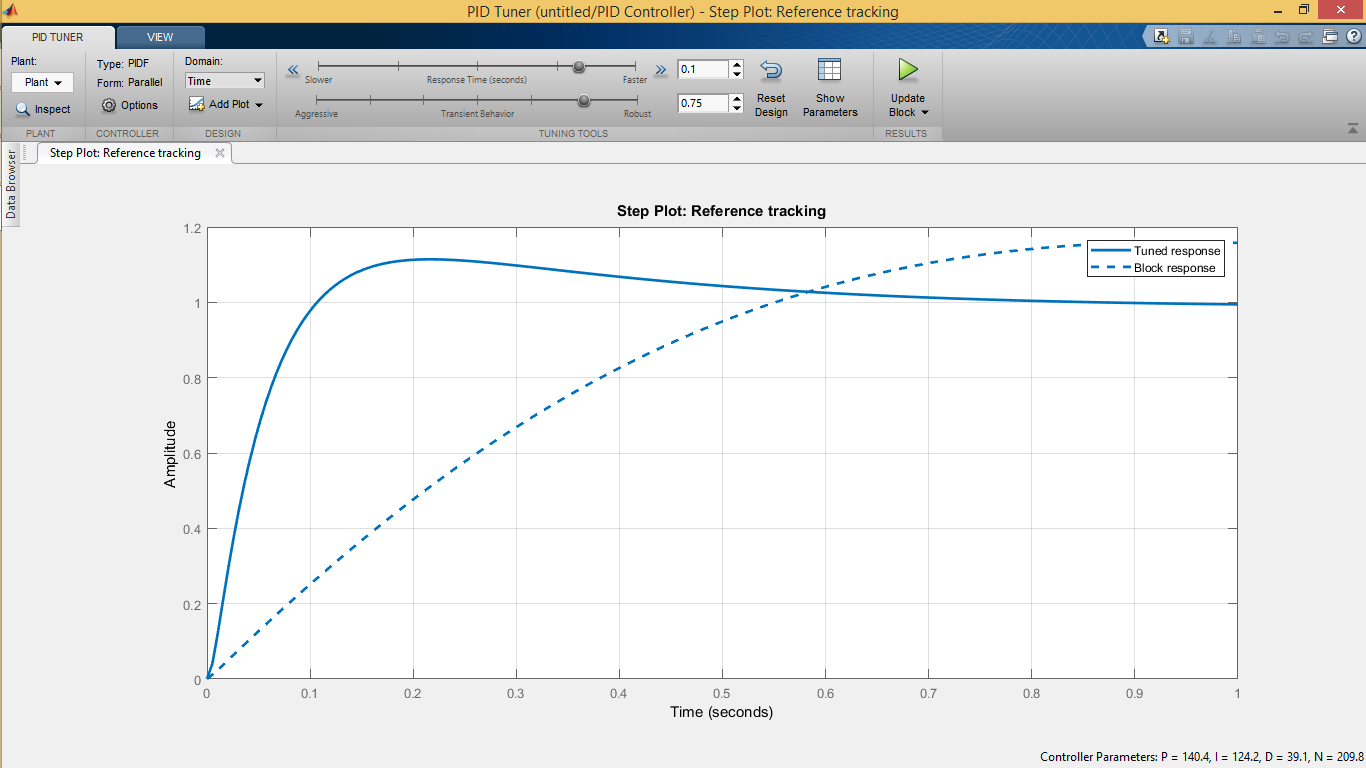 PID Tuner (untitled/PID Controller) - Step Plot: Reference tracking
PID TUNER
VIEW
Plant:
Plant
Inspect
PLANT
Type: PIDF
Form: Parallel
Options
CONTROLLER
Domain:
Time
Add Plot
DESIGN
Slower
Response Time (seconds)
Faster
0.1
Aggressive
Transient Behavior
Robust
0.75
Reset
Design
Show
Parameters
TUNING TOOLS
Update
Block
RESULTS
Data Browser
Step Plot: Reference tracking
Step Plot: Reference tracking
Tuned response
Block response
Amplitude
1.2
1
0.8
0.6
0.4
0.2
0
0 0.1 0.2 0.3 0.4 0.5 0.6 0.7 0.8 0.9 1
Time (seconds)
Controller Parameters: P = 140.4, I = 124.2, D = 39.1, N = 209.8